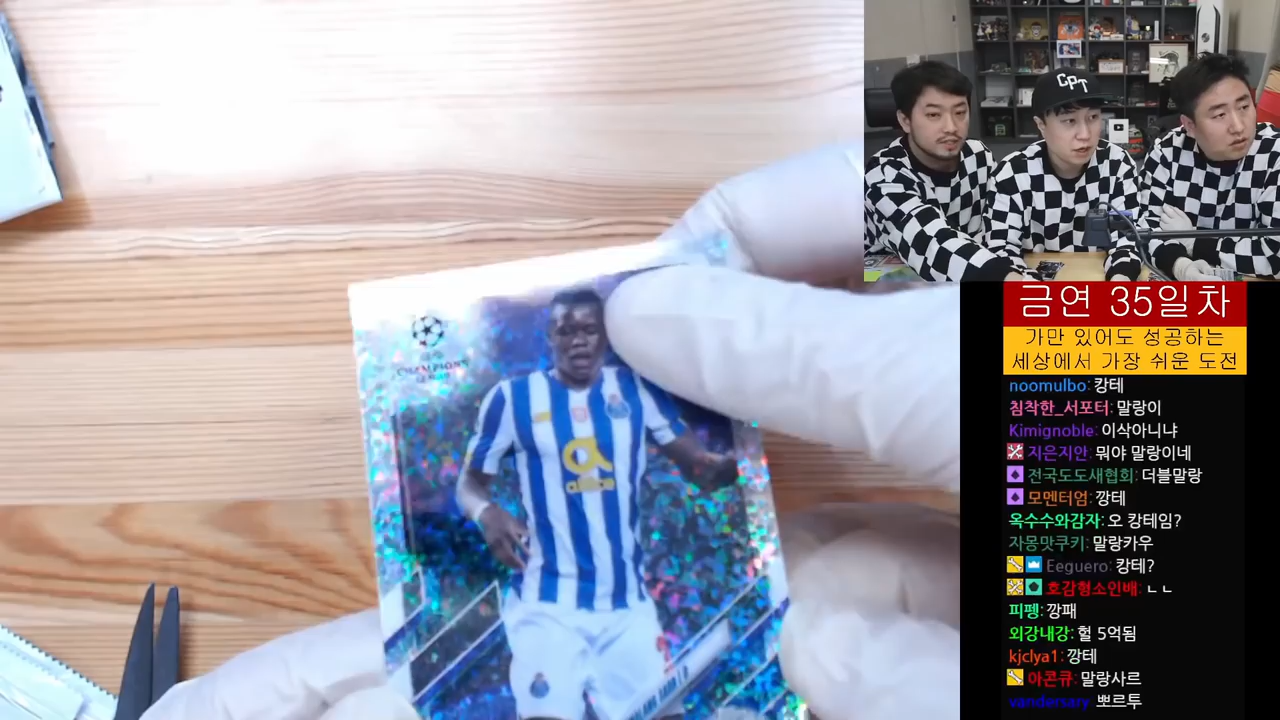 CHAMPIONS
LEAGUE
CPT
금연 35일차
가만 있어도 성공하는
세상에서 가장 쉬운 도전
noomulbo: 캉테
침착한_서포터: 말랑이
Kimignoble: 이삭아니냐
지은지안: 뭐야 말랑이네
전국도도새협회: 더블말랑
모멘터엄: 깡테
옥수수와감자: 오 캉테임?
자몽맛쿠키: 말랑카우
Eeguero: 캉테?
호감형소인배: ㄴㄴ
피펭: 깡패
외강내강: 헐 5억됨
kjclya1: 깡테
아콘큐: 말랑사르
vandersary: 뽀르투